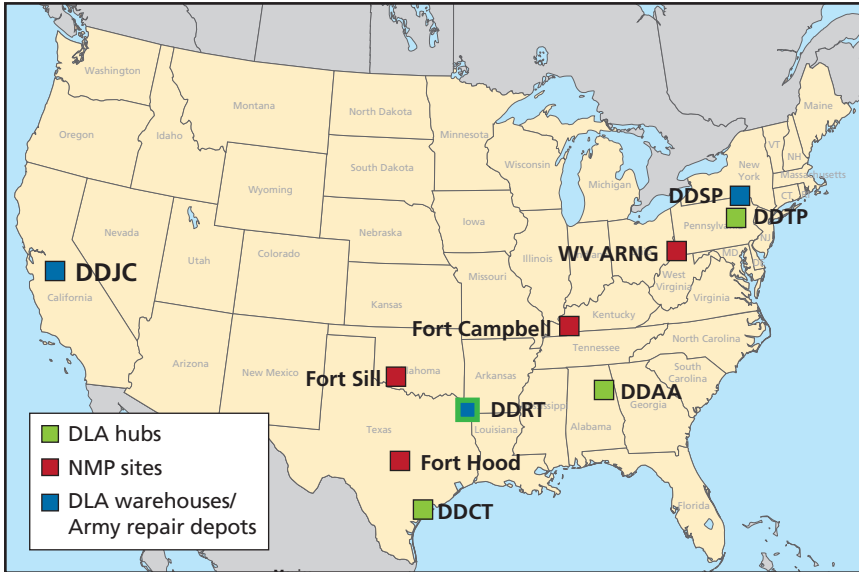 Washington
Montana
North Dakota
Minnesota
Maine
Oregon
Idaho
South Dakota
Wisconsin
Michigan
VT
NH
New
York
Massachusetts
Wyoming
CT
DDSP
DDTP
Iowa
Nebraska
Nevada
Utah
Colorado
Illinois
NJ
MD
WV ARNG
DDJC
California
Kansas
Missouri
West
Virginia
Virginia
Kentucky
Fort Campbell
Tennessee
North Carolina
Arizona
New Mexico
Fort Sill
Arkansas
South
Carolina
DDAA
Georgia
Alabama
DDRT
Louisiana
Texas
Fort Hood
DDCT
Florida
DLA hubs
NMP sites
DLA warehouses/
Army repair depots